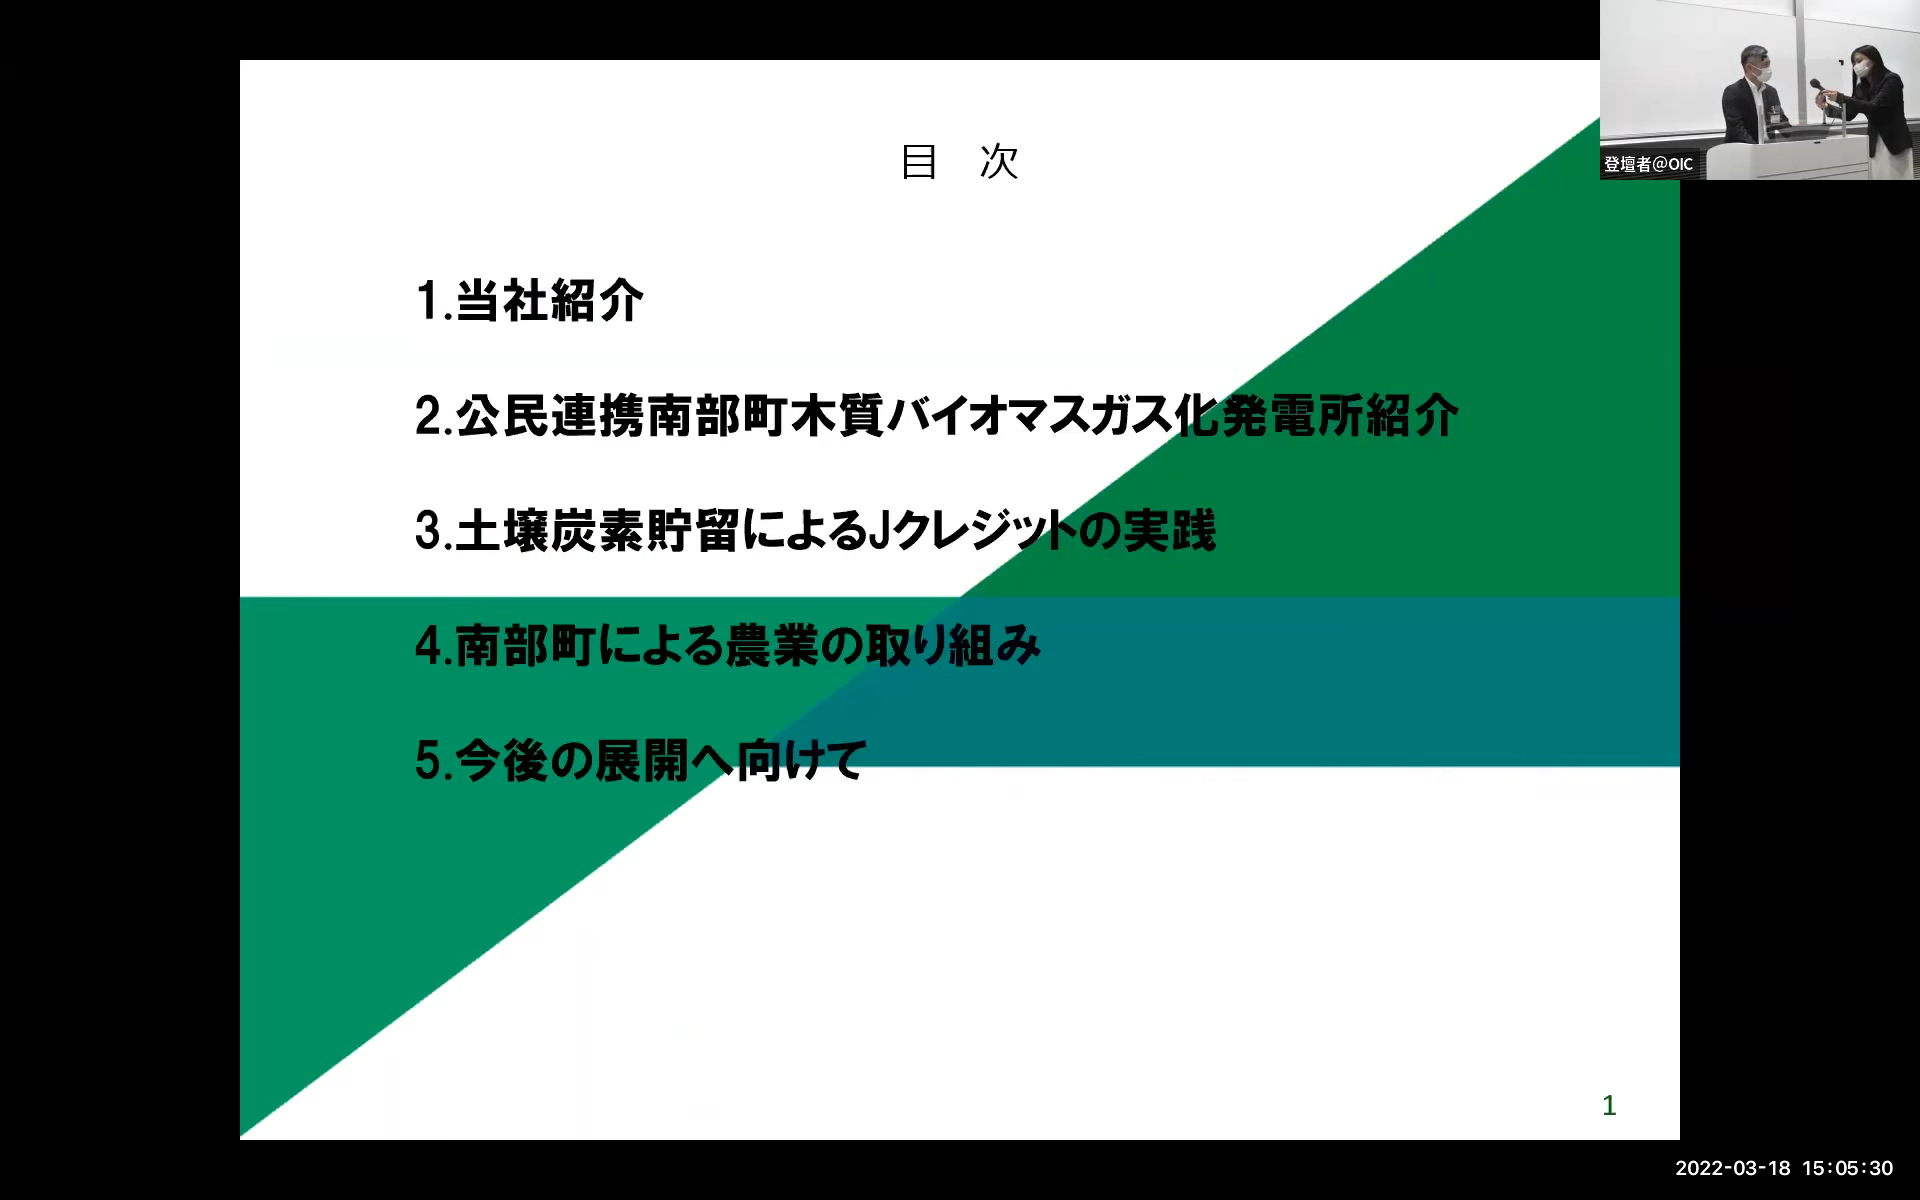 目　次
1.当社紹介
2.公民連携南部町木質バイオマスガス化発電所紹介
3.土壌炭素貯留によるJクレジットの実践
4.南部町による農業の取り組み
5.今後の展開へ向けて
1
登壇者@OIC
2022-03-18 15:05:30